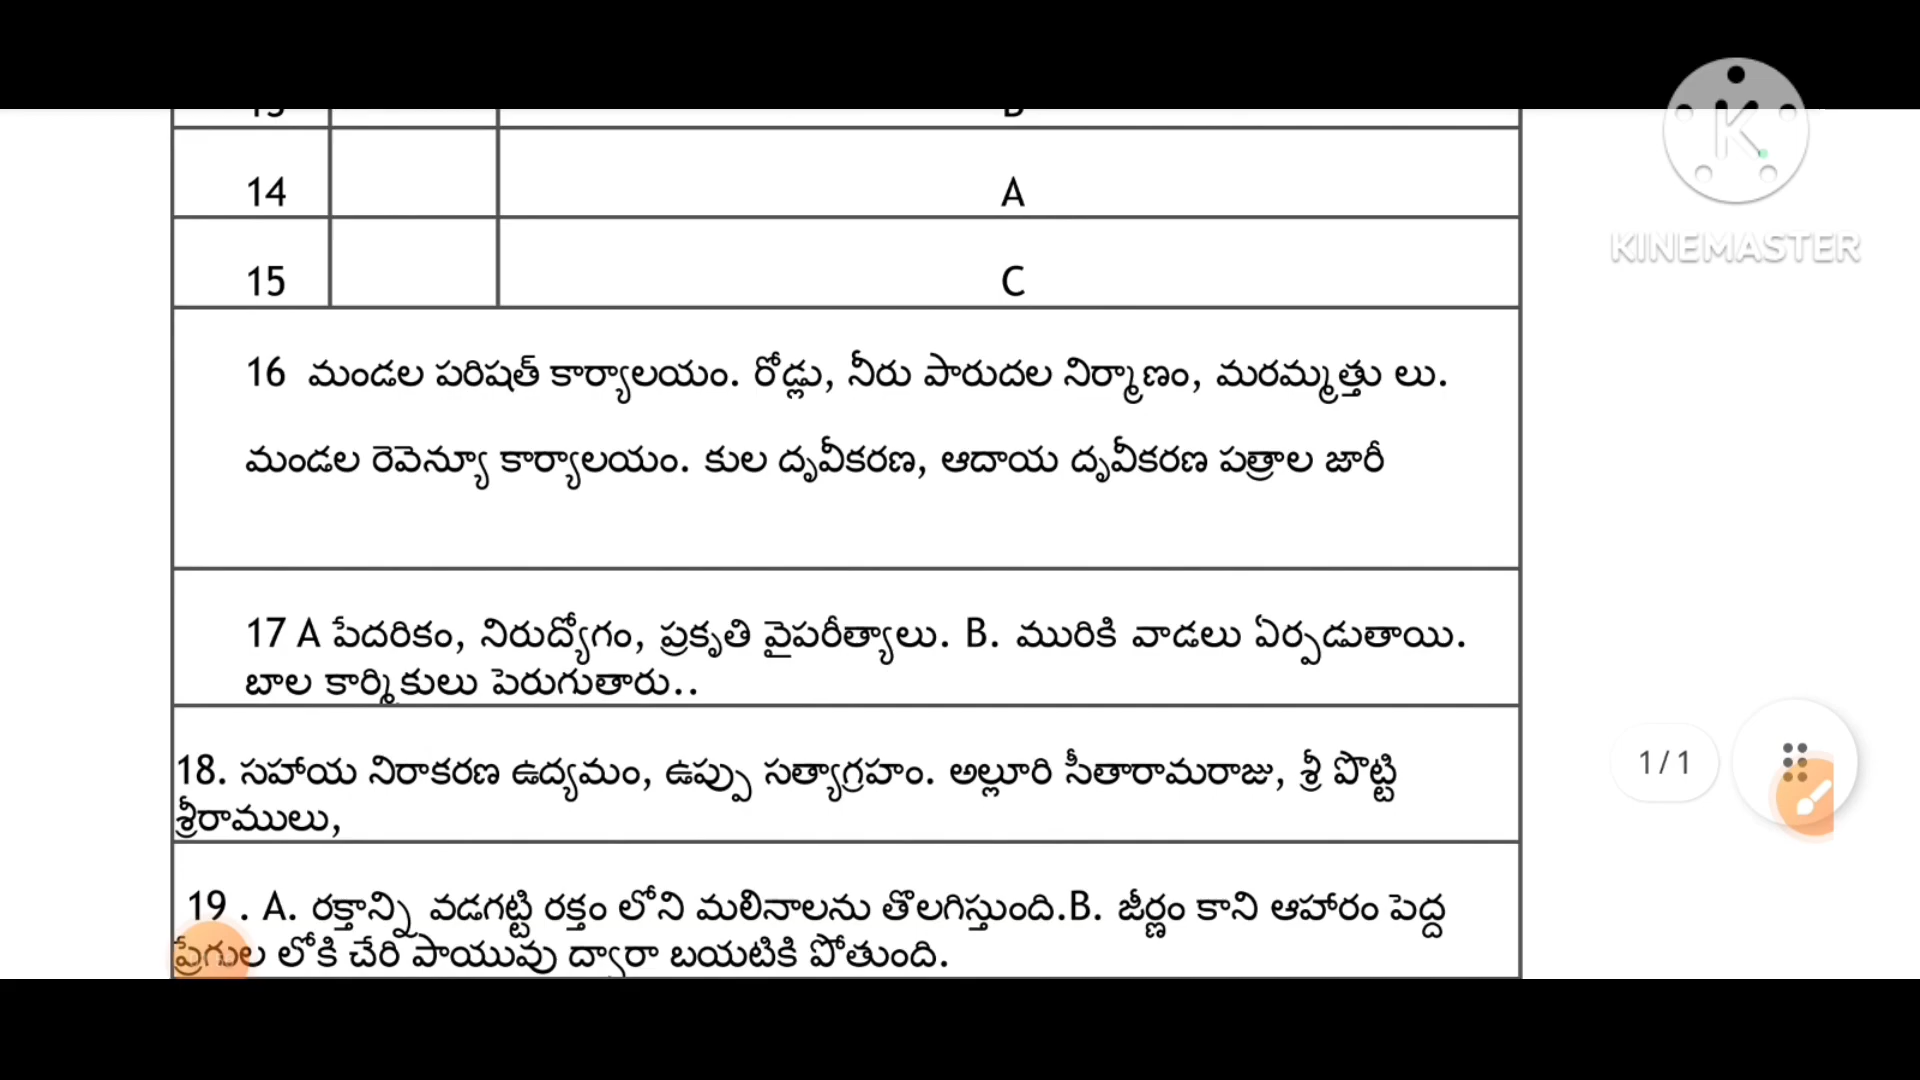 14 A
15 C
16 మండల పరిషత్ కార్యాలయం. రోడ్లు, నీరు పారుదల నిర్మాణం, మరమ్మత్తు లు.
మండల రెవెన్యూ కార్యాలయం. కుల దృవీకరణ, ఆదాయ దృవీకరణ పత్రాల జారీ
17 A పేదరికం, నిరుద్యోగం, ప్రకృతి వైపరీత్యాలు. B. మురికి వాడలు ఏర్పడుతాయి.
బాల కార్మికులు పెరుగుతారు..
18. సహాయ నిరాకరణ ఉద్యమం, ఉప్పు సత్యాగ్రహం. అల్లూరి సీతారామరాజు, శ్రీ పొట్టి
శ్రీరాములు,
19 . A. రక్తాన్ని వడగట్టి రక్తం లోని మలినాలను తొలగిస్తుంది.B. జీర్ణం కాని ఆహారం పెద్ద
ప్రేగుల లోకి చేరి పాయువు ద్వారా బయటికి పోతుంది.
K
KINEMASTER
1/1